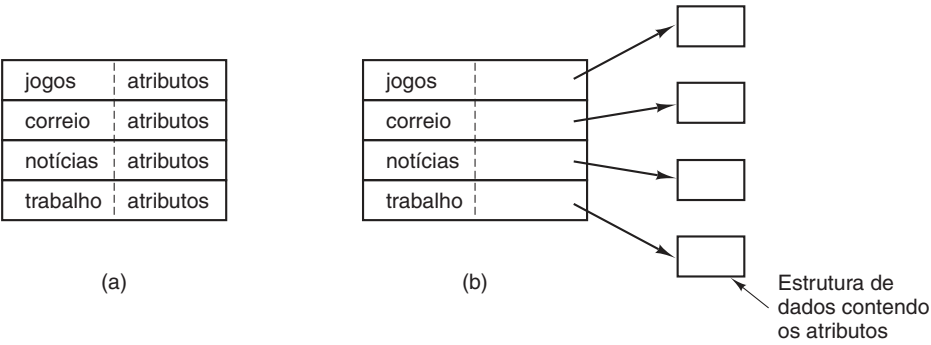 jogos atributos
correio atributos
notícias atributos
trabalho atributos
(a)
jogos
correio
notícias
trabalho
(b)
Estrutura de
dados contendo
os atributos